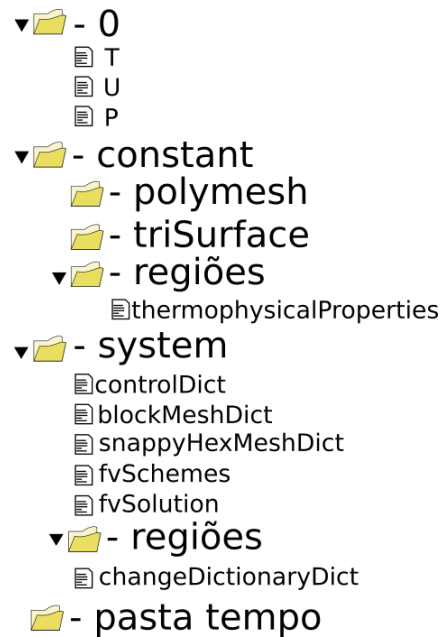 - 0
T
U
P
- constant
- polymesh
- triSurface
- regiões
thermophysicalProperties
- system
controlDict
blockMeshDict
snappyHexMeshDict
fvSchemes
fvSolution
- regiões
changeDictionaryDict
- pasta tempo